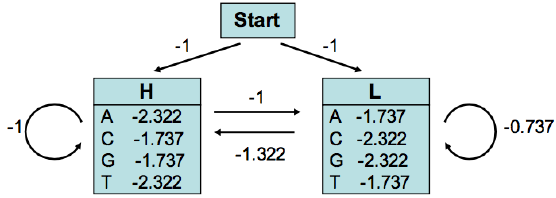 Start
-1
-1
H
A -2.322
C -1.737
G -1.737
T -2.322
L
A -1.737
C -2.322
G -2.322
T -1.737
-1
-1
-1.322
-0.737